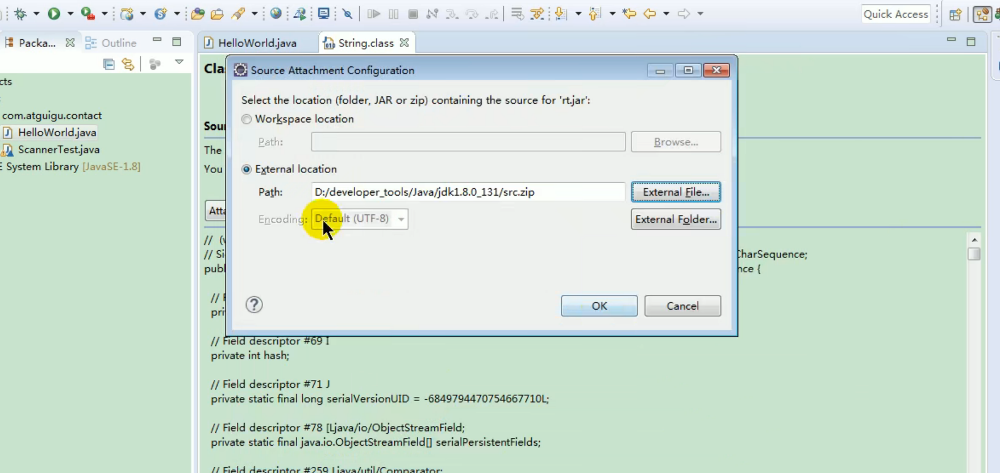 Quick Access
Packa...
Outline
HelloWorld.java
String.class
Cla
Source Attachment Configuration
cts
Select the location (folder, JAR or zip) containing the source for 'rt.jar':
com.atguigu.contact
Workspace location
HelloWorld.java
Sour
Path:
Browse...
ScannerTest.java
The
E System Library [JavaSE-1.8]
You
External location
Path:
D:/developer_tools/Java/jdk1.8.0_131/src.zip
External File...
Atta
Encoding:
Default (UTF-8)
External Folder...
// (v
// Si
CharSequence;
publ
nce {
// F
pri
?
OK
Cancel
// Field descriptor #69 I
private int hash;
// Field descriptor #71 J
private static final long serialVersionUID = -6849794470754667710L;
// Field descriptor #78 [Ljava/io/ObjectStreamField;
private static final java.io.ObjectStreamField[] serialPersistentFields;
// Field descriptor #259 Ljava/util/Comparator;